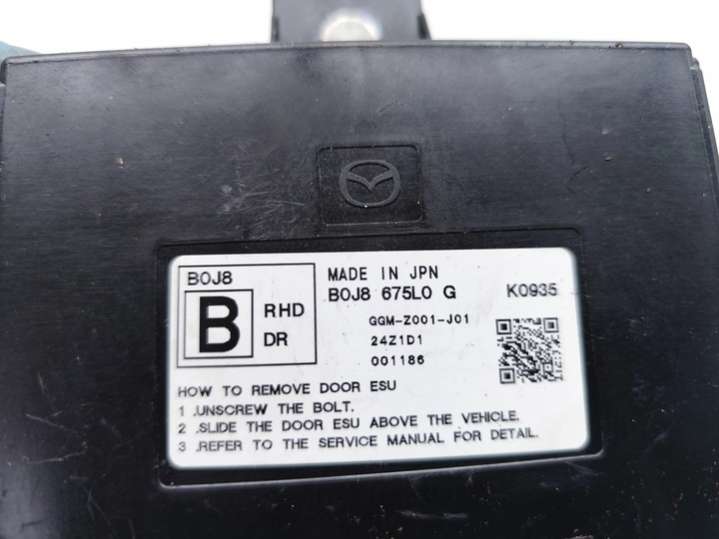 B0J8
B
RHD
DR
MADE IN JPN
B0J8 675L0 G
K0935
GGM-Z001-J01
24Z1D1
001186
HOW TO REMOVE DOOR ESU
1 .UNSCREW THE BOLT.
2 .SLIDE THE DOOR ESU ABOVE THE VEHICLE.
3 .REFER TO THE SERVICE MANUAL FOR DETAIL.